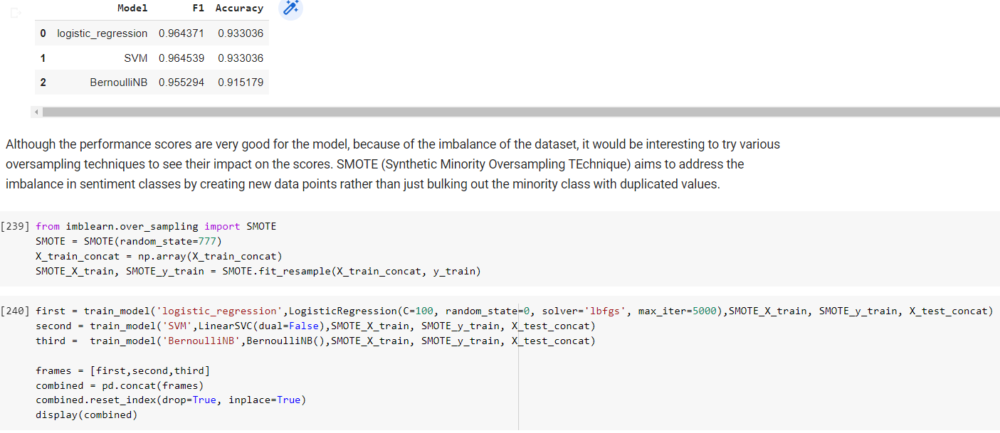 Model F1 Accuracy
0 logistic_regression 0.964371 0.933036
1 SVM 0.964539 0.933036
2 BernoulliNB 0.955294 0.915179
Although the performance scores are very good for the model, because of the imbalance of the dataset, it would be interesting to try various
oversampling techniques to see their impact on the scores. SMOTE (Synthetic Minority Oversampling TEchnique) aims to address the
imbalance in sentiment classes by creating new data points rather than just bulking out the minority class with duplicated values.
[239] from imblearn.over_sampling import SMOTE
SMOTE = SMOTE(random_state=777)
X_train_concat = np.array(X_train_concat)
SMOTE_X_train, SMOTE_y_train = SMOTE.fit_resample(X_train_concat, y_train)
[240] first = train_model('logistic_regression',LogisticRegression(C=100, random_state=0, solver='lbfgs', max_iter=5000),SMOTE_X_train, SMOTE_y_train, X_test_concat)
second = train_model('SVM',LinearSVC(dual=False),SMOTE_X_train, SMOTE_y_train, X_test_concat)
third =  train_model('BernoulliNB',BernoulliNB(),SMOTE_X_train, SMOTE_y_train, X_test_concat)
frames = [first,second,third]
combined = pd.concat(frames)
combined.reset_index(drop=True, inplace=True)
display(combined)